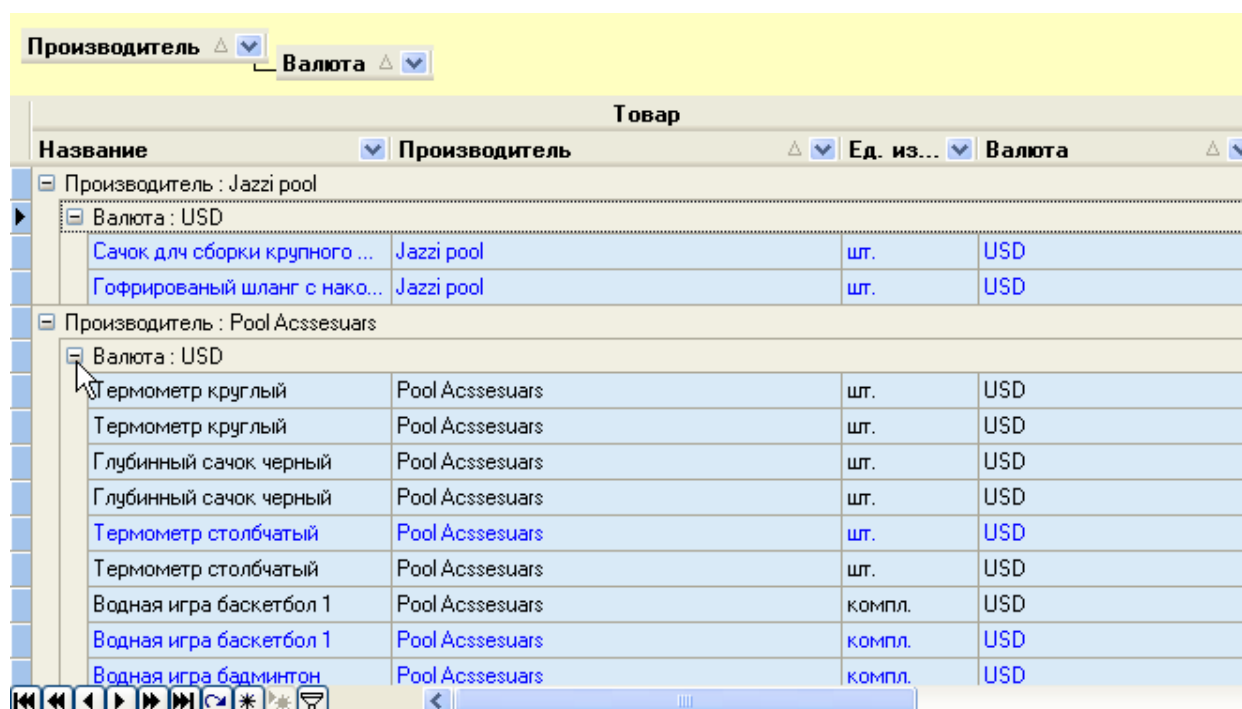 Производитель
Валюта
Товар
Название Производитель Ед. из... Валюта
Производитель : Jazzi pool
Валюта : USD
Сачок длч сборки крупного ... Jazzi pool шт. USD
Гофрированый шланг с нако... Jazzi pool шт. USD
Производитель : Pool Acssesuars
Валюта : USD
Термометр круглый Pool Acssesuars шт. USD
Термометр круглый Pool Acssesuars шт. USD
Глубинный сачок черный Pool Acssesuars шт. USD
Глубинный сачок черный Pool Acssesuars шт. USD
Термометр столбчатый Pool Acssesuars шт. USD
Термометр столбчатый Pool Acssesuars шт. USD
Водная игра баскетбол 1 Pool Acssesuars компл. USD
Водная игра баскетбол 1 Pool Acssesuars компл. USD
Водная игра бадминтон Pool Acssesuars компл. USD